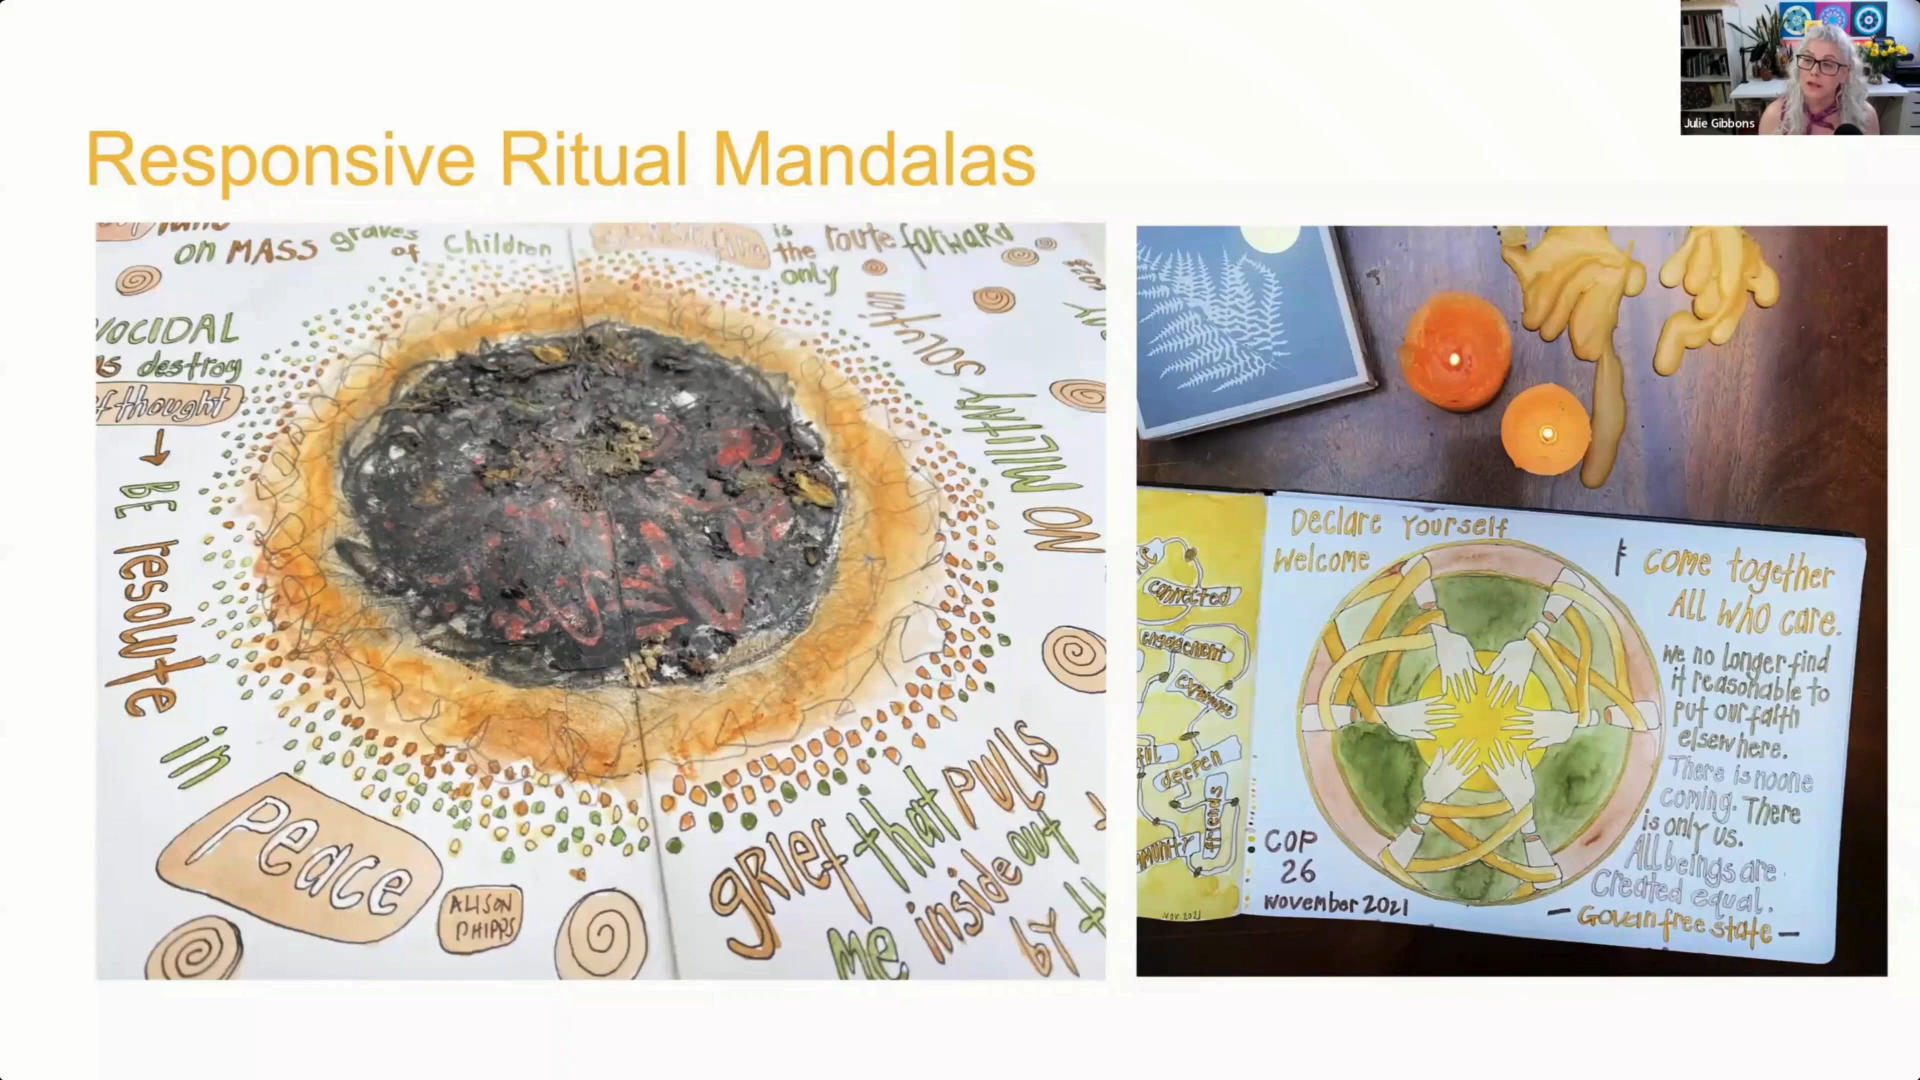 Julie Gibbons
Responsive Ritual Mandalas
on MASS graves of Children
is
the route forward
only
NO MILITARY SOLUTION
destroy
of thought
→ BE resolute in
Peace
ALISON
PHIPPS
grief that PULLS
Me inside out
by
connected
engagement
deepen
Nov. 2021
Declare Yourself
Welcome
COME together
ALL WHO care.
we no longer find
it reasonable to
put our faith
elsewhere.
There is noone
coming. There
is only us.
All beings are
Created equal.
— Govan free state —
COP
26
November 2021